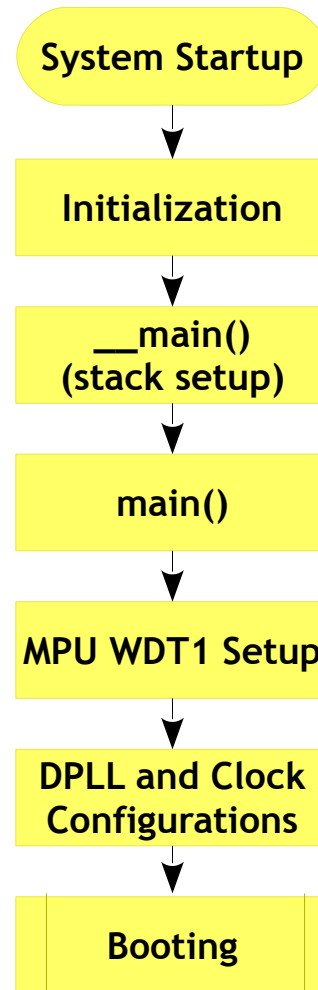 System Startup
Initialization
__main()
(stack setup)
main()
MPU WDT1 Setup
DPLL and Clock
Configurations
Booting